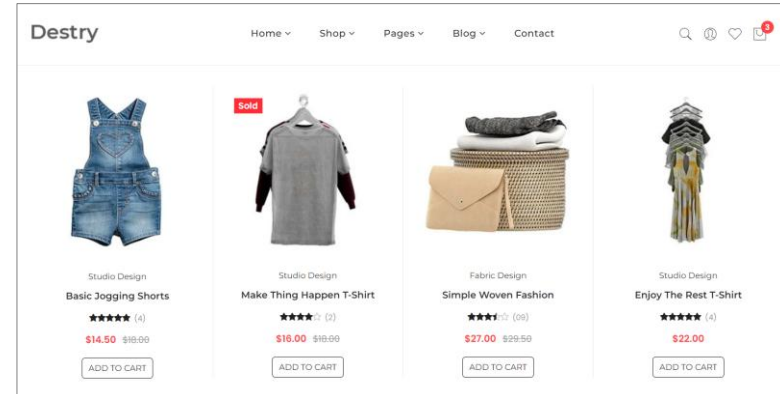 Destry
Home Shop Pages Blog Contact
3
Sold
Studio Design
Basic Jogging Shorts
(4)
$14.50 $18.00
ADD TO CART
Studio Design
Make Thing Happen T-Shirt
(2)
$16.00 $18.00
ADD TO CART
Fabric Design
Simple Woven Fashion
(09)
$27.00 $29.50
ADD TO CART
Studio Design
Enjoy The Rest T-Shirt
(4)
$22.00
ADD TO CART